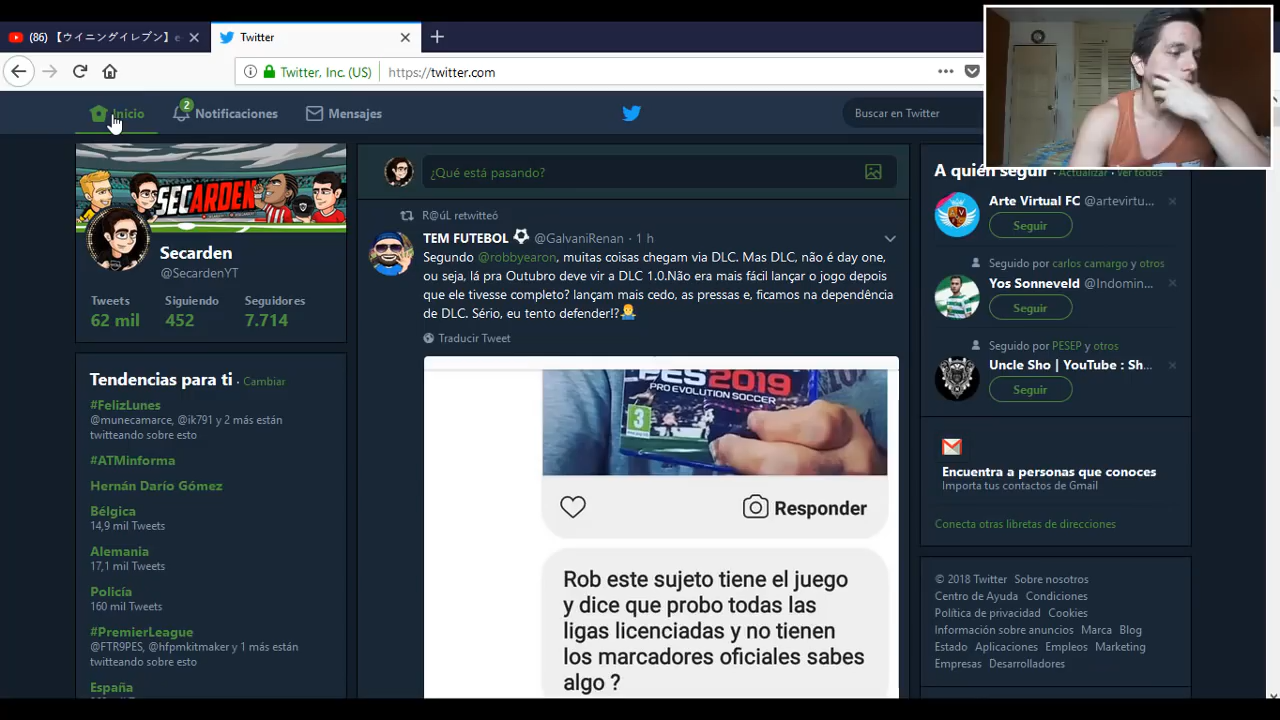 (86) 【ウイニングイレブン】e
Twitter
Twitter, Inc. (US)
https://twitter.com
Inicio
2
Notificaciones
Mensajes
Buscar en Twitter
SECARDEN
Secarden
@SecardenYT
Tweets
Siguiendo
Seguidores
62 mil
452
7.714
Tendencias para ti · Cambiar
#FelizLunes
@munecamarce, @ik791 y 2 más están
twitteando sobre esto
#ATMinforma
Hernán Darío Gómez
Bélgica
14,9 mil Tweets
Alemania
17,1 mil Tweets
Policía
160 mil Tweets
#PremierLeague
@FTR9PES, @hfpmkitmaker y 1 más están
twitteando sobre esto
España
¿Qué está pasando?
R@úL retwitteó
TEM FUTEBOL ⚽ @GalvaniRenan · 1 h
Segundo @robbyearon, muitas coisas chegam via DLC. Mas DLC, não é day one,
ou seja, lá pra Outubro deve vir a DLC 1.0.Não era mais fácil lançar o jogo depois
que ele tivesse completo? lançam mais cedo, as pressas e, ficamos na dependência
de DLC. Sério, eu tento defender!?
Traducir Tweet
PES 2019
PRO EVOLUTION SOCCER
3
Responder
Rob este sujeto tiene el juego
y dice que probo todas las
ligas licenciadas y no tienen
los marcadores oficiales sabes
algo ?
A quién seguir · Actualizar · Ver todos
Arte Virtual FC @artevirtu...
Seguir
Seguido por carlos camargo y otros
Yos Sonneveld @Indomin...
Seguir
Seguido por PESEP y otros
Uncle Sho | YouTube : Sh...
Seguir
Encuentra a personas que conoces
Importa tus contactos de Gmail
Conecta otras libretas de direcciones
© 2018 Twitter Sobre nosotros
Centro de Ayuda Condiciones
Política de privacidad Cookies
Información sobre anuncios Marca Blog
Estado Aplicaciones Empleos Marketing
Empresas Desarrolladores